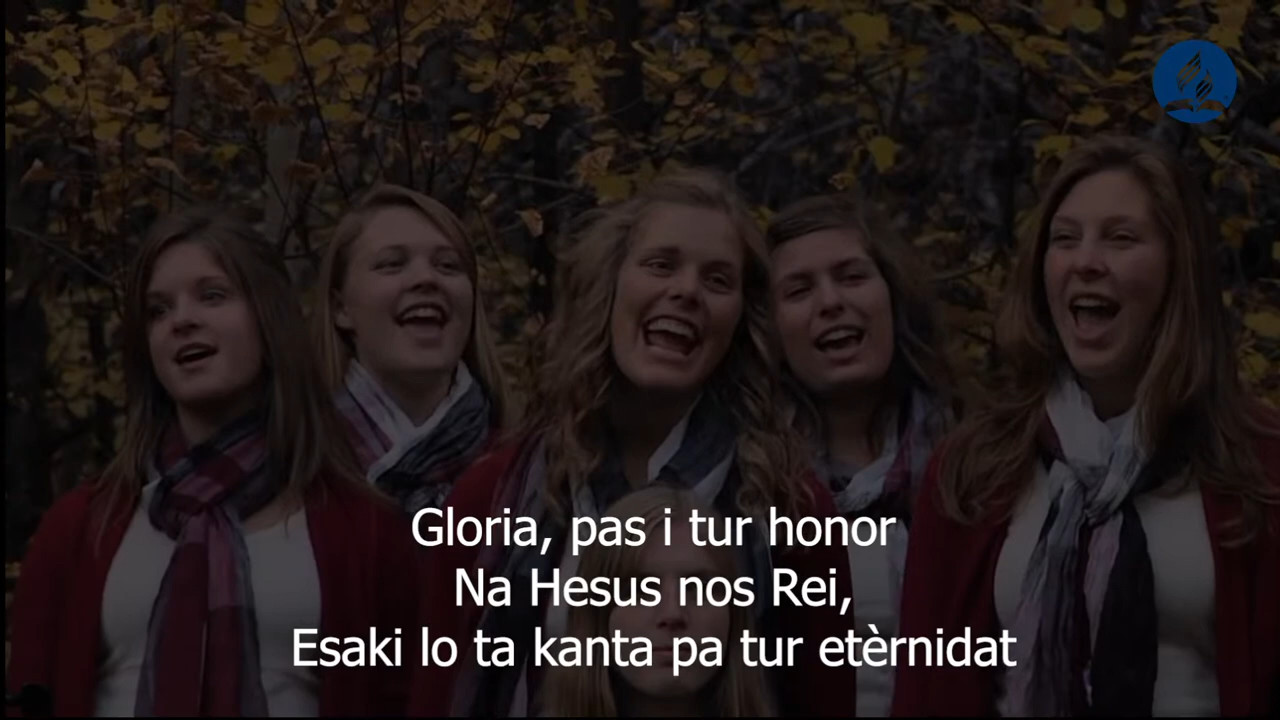 Gloria, pas i tur honor
Na Hesus nos Rei,
Esaki lo ta kanta pa tur etèrnidat